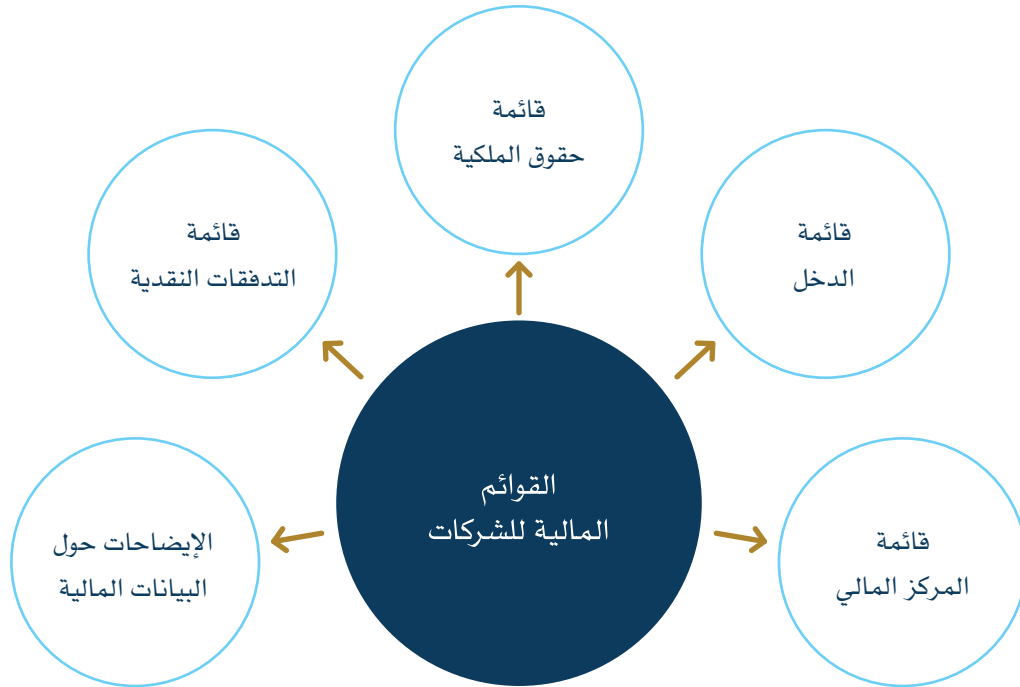 قائمة
حقوق الملكية
قائمة
الدخل
قائمة
التدفقات النقدية
القوائم
المالية للشركات
قائمة
المركز المالي
الإيضاحات حول
البيانات المالية